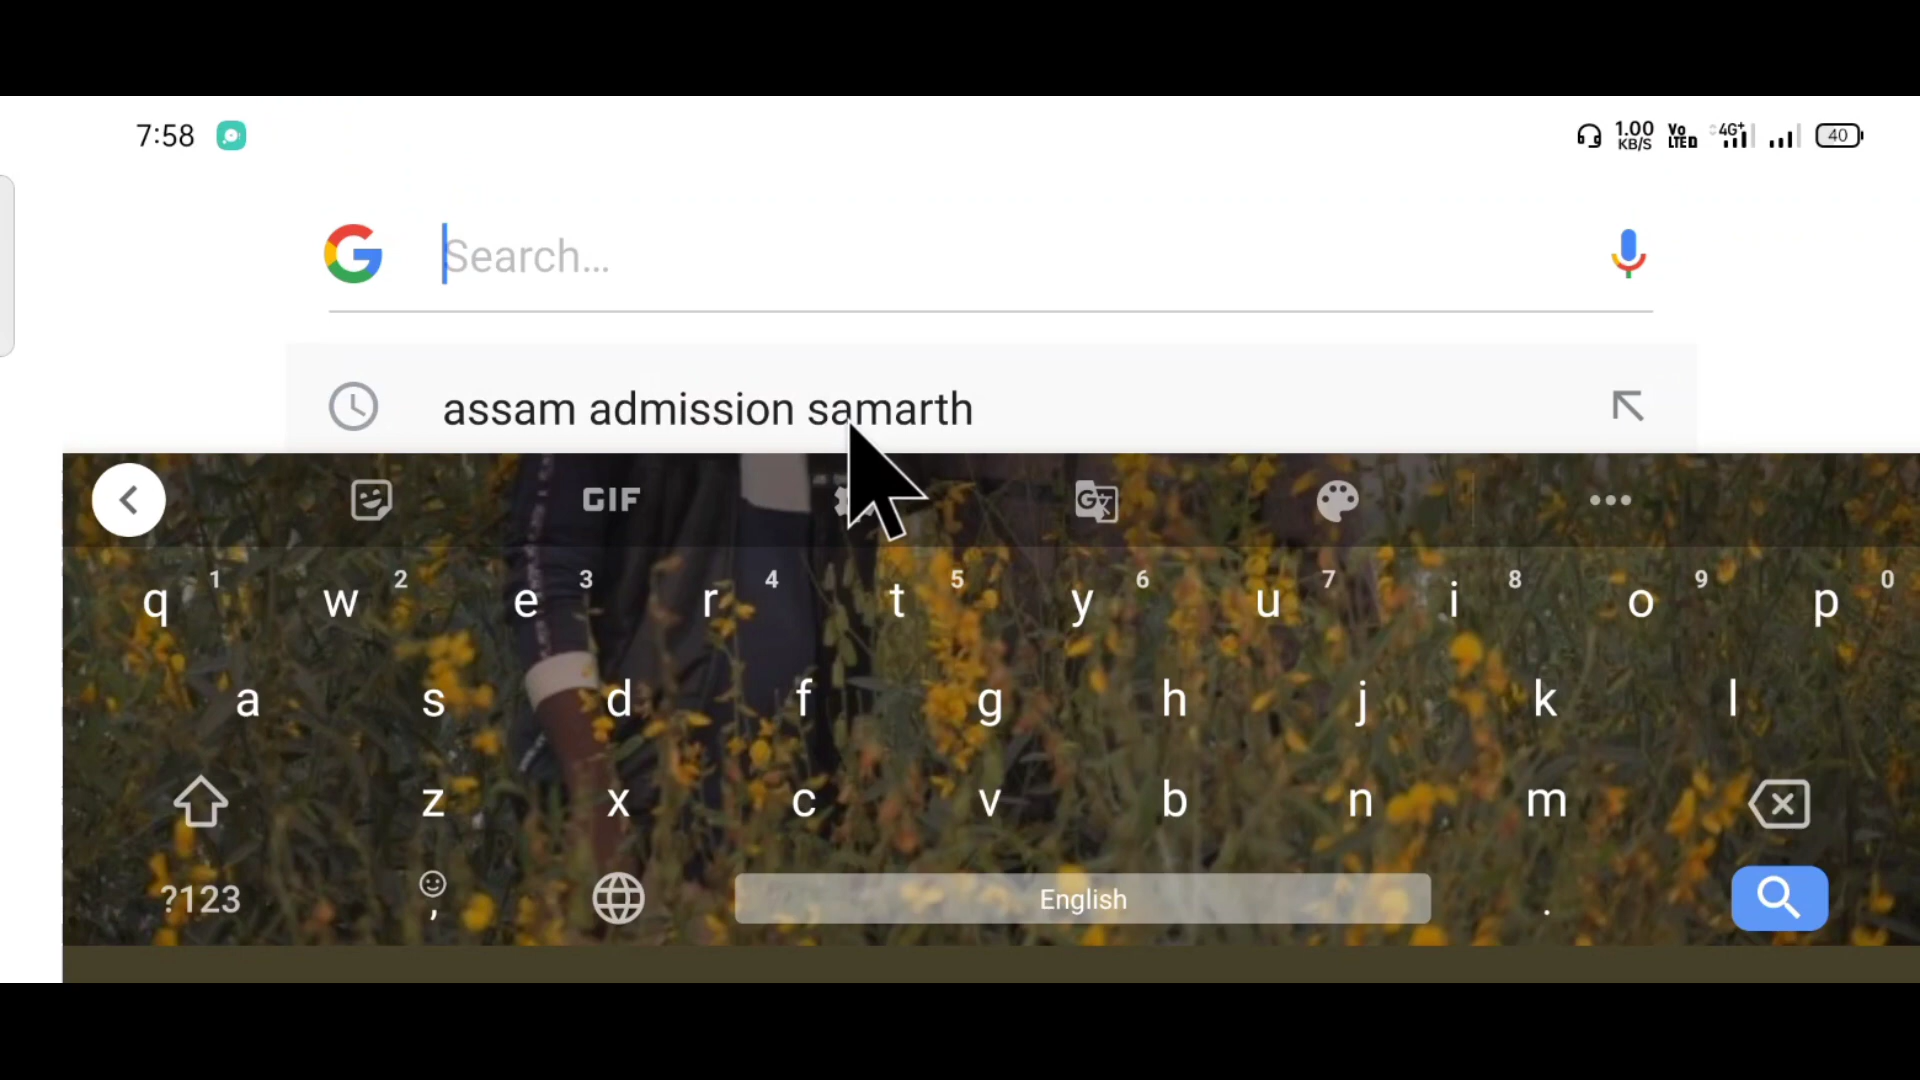 7:58
1.00 KB/S Vo LTED 4G+ 40
G Search...
assam admission samarth
GIF G
q 1 w 2 e 3 r 4 t 5 y 6 u 7 i 8 o 9 p 0
a s d f g h j k l
z x c v b n m
?123 , English .